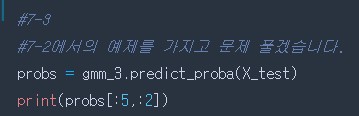 #7-3
#7-2에서의 예제를 가지고 문제 풀겠습니다.
probs = gmm_3.predict_proba(X_test)
print(probs[:5,:2])